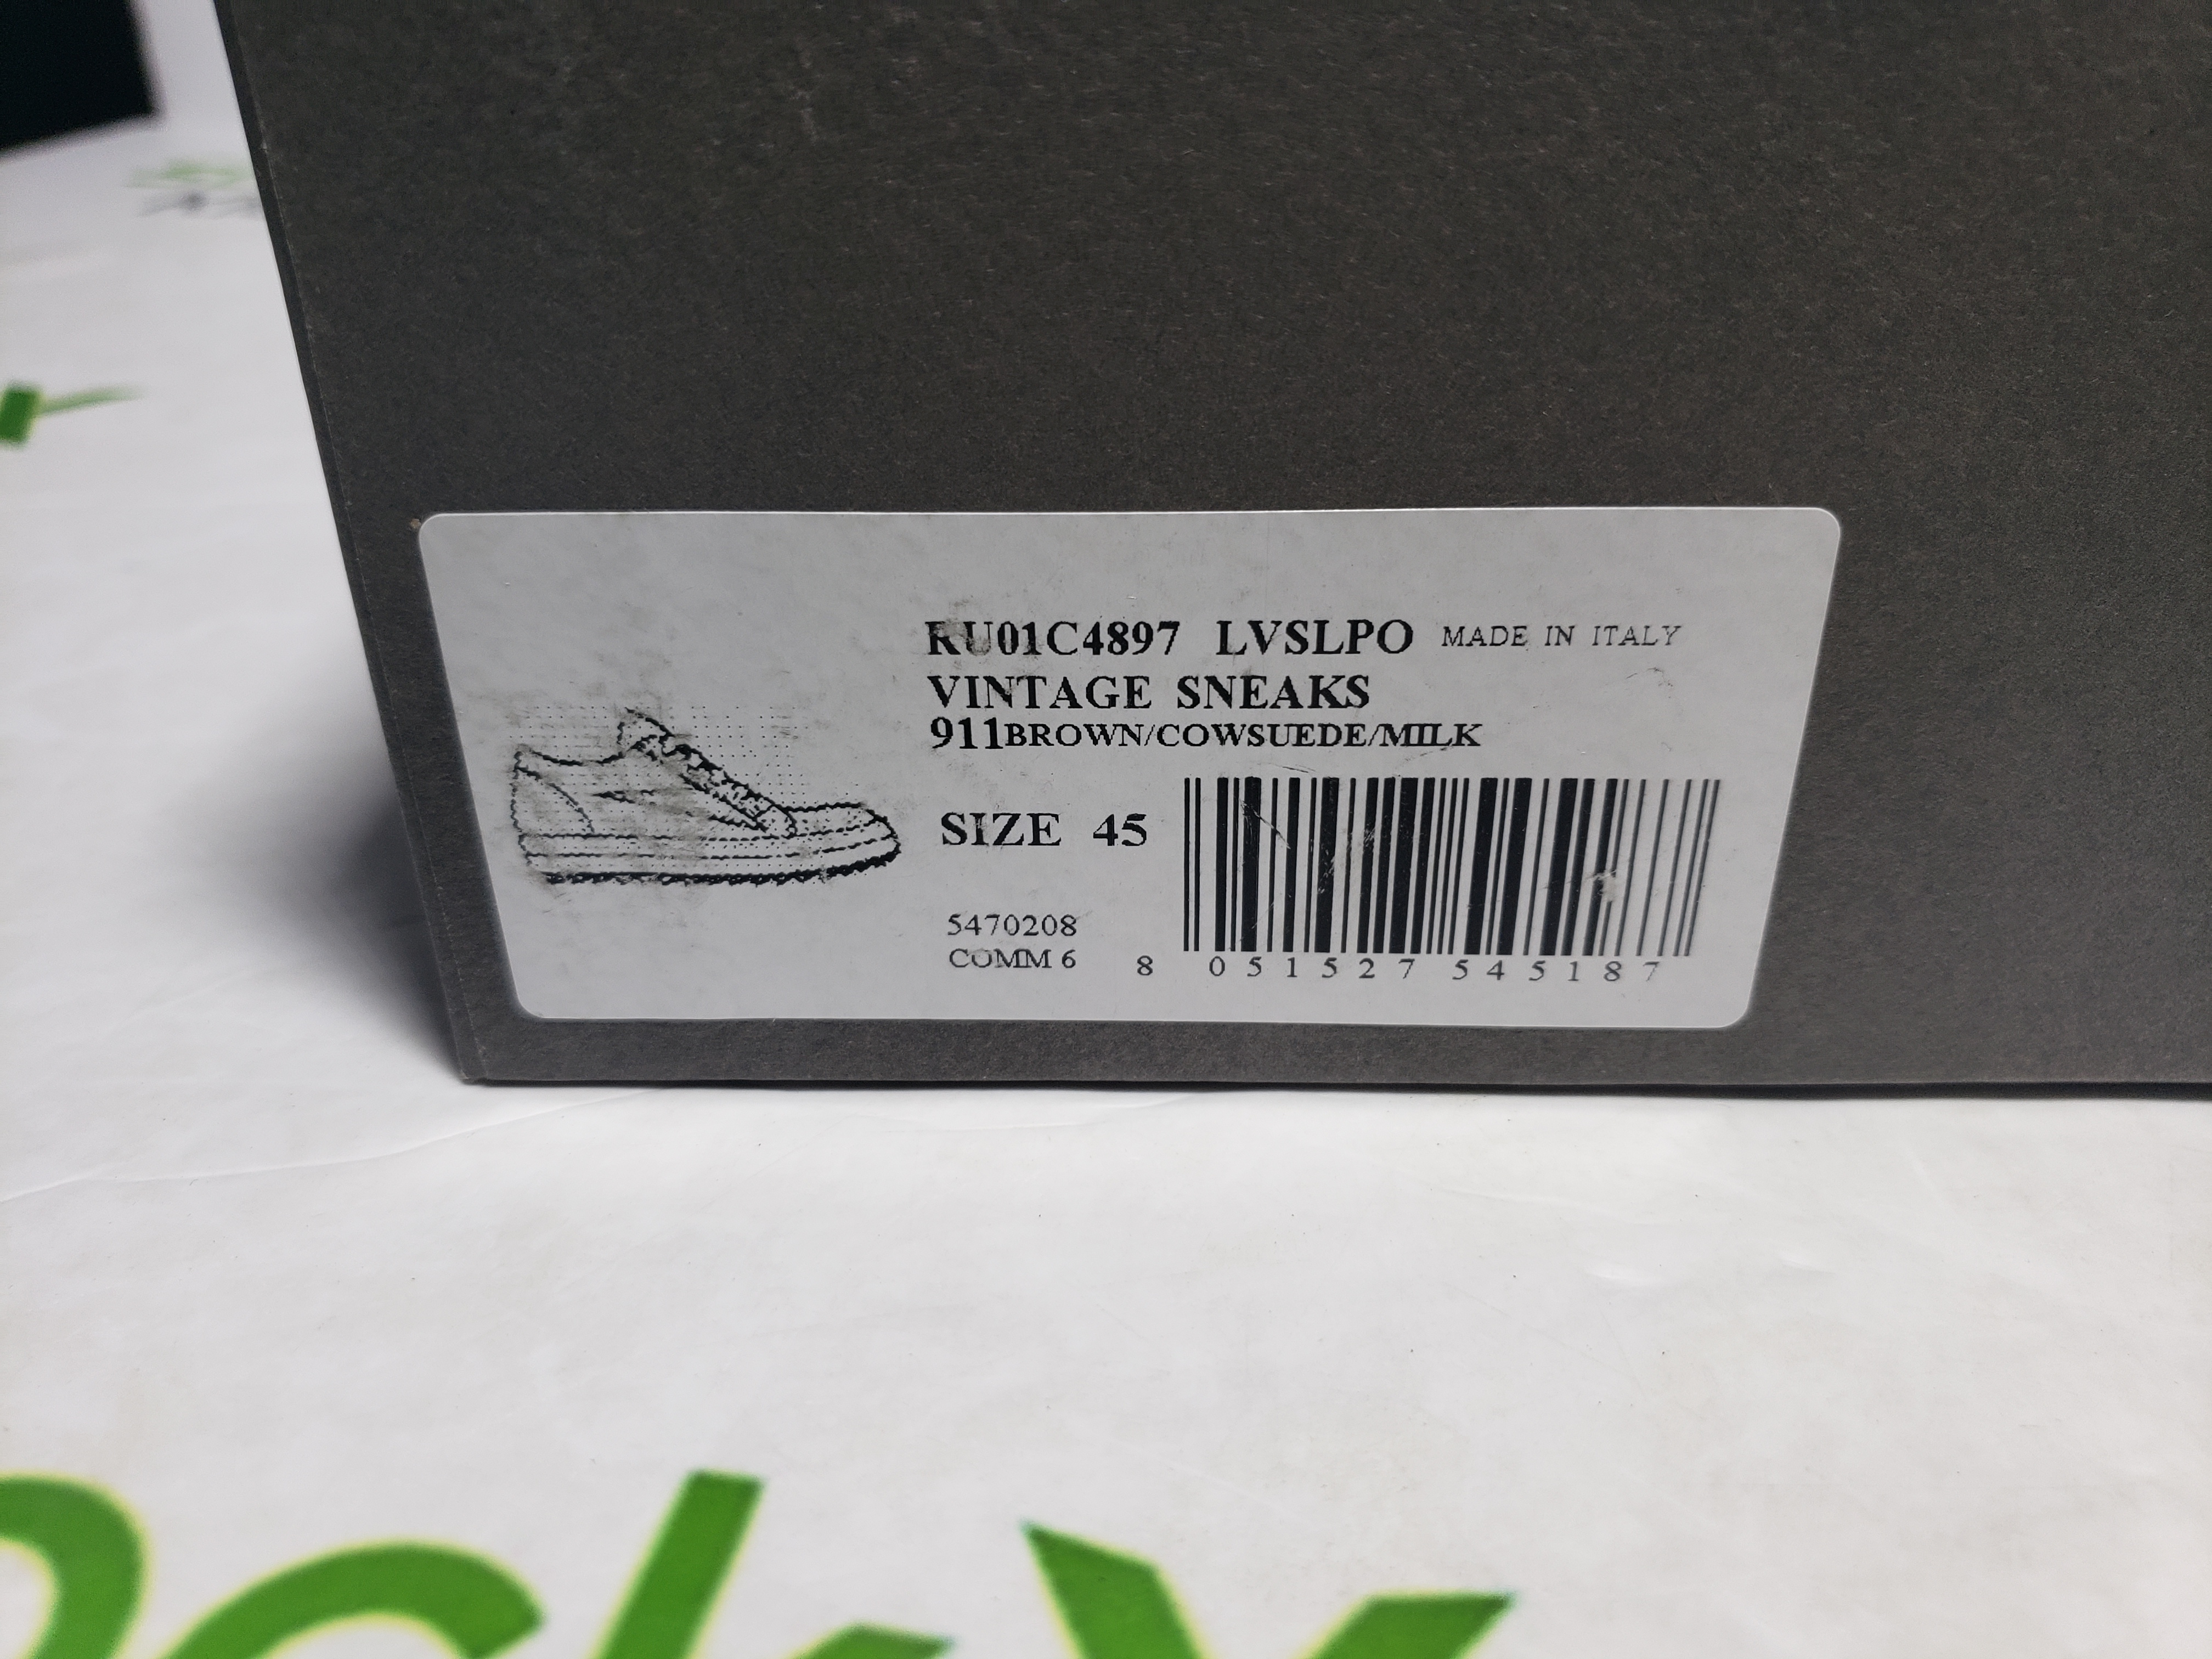 RU01C4897 LVSLPO MADE IN ITALY
VINTAGE SNEAKS
911BROWN/COWSUEDE/MILK
SIZE 45
5470208
COMM 6
8 051527 545187